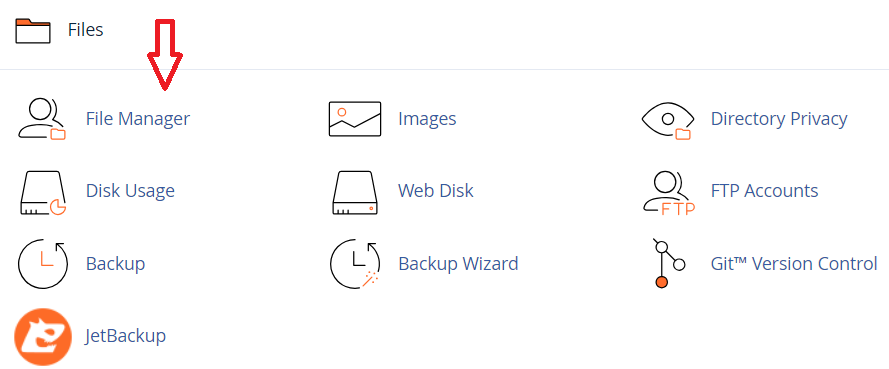 Files
File Manager
Images
Directory Privacy
Disk Usage
Web Disk
FTP Accounts
FTP
Backup
Backup Wizard
Git™ Version Control
JetBackup